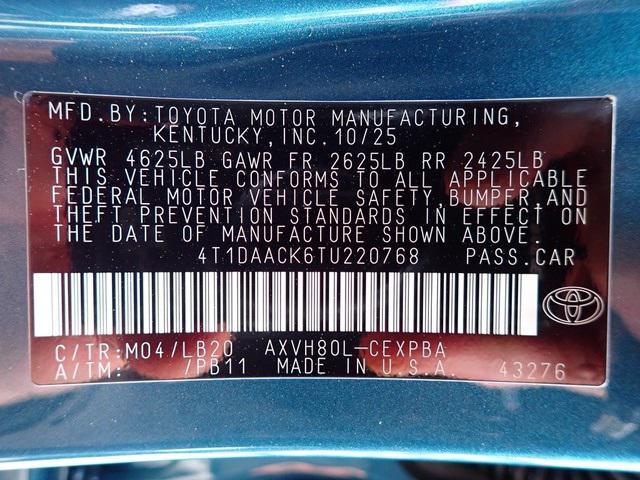 MFD.BY:TOYOTA MOTOR MANUFACTURING,
KENTUCKY,INC.10/25
GVWR 4625LB GAWR FR 2625LB RR 2425LB
THIS VEHICLE CONFORMS TO ALL APPLICABLE
FEDERAL MOTOR VEHICLE SAFETY,BUMPER,AND
THEFT PREVENTION STANDARDS IN EFFECT ON
THE DATE OF MANUFACTURE SHOWN ABOVE.
4T1DAACK6TU220768 PASS.CAR
C/TR:M04/LB20 AXVH80L-CEXPBA
A/TM: /PB11 MADE IN U.S.A. 43276